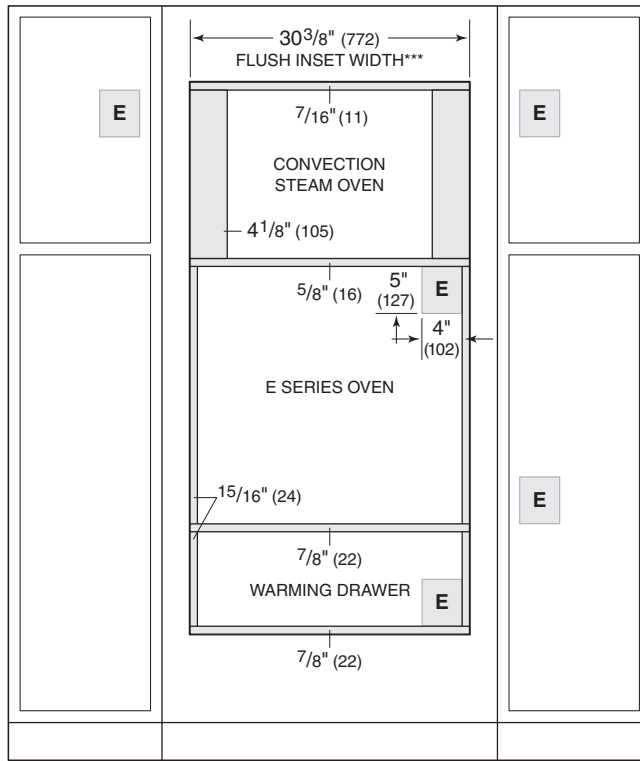 30 3/8" (772)
FLUSH INSET WIDTH***
E
E
7/16" (11)
CONVECTION
STEAM OVEN
4 1/8" (105)
5/8" (16)
5"
(127)
E
4"
(102)
E SERIES OVEN
15/16" (24)
E
7/8" (22)
WARMING DRAWER
E
7/8" (22)